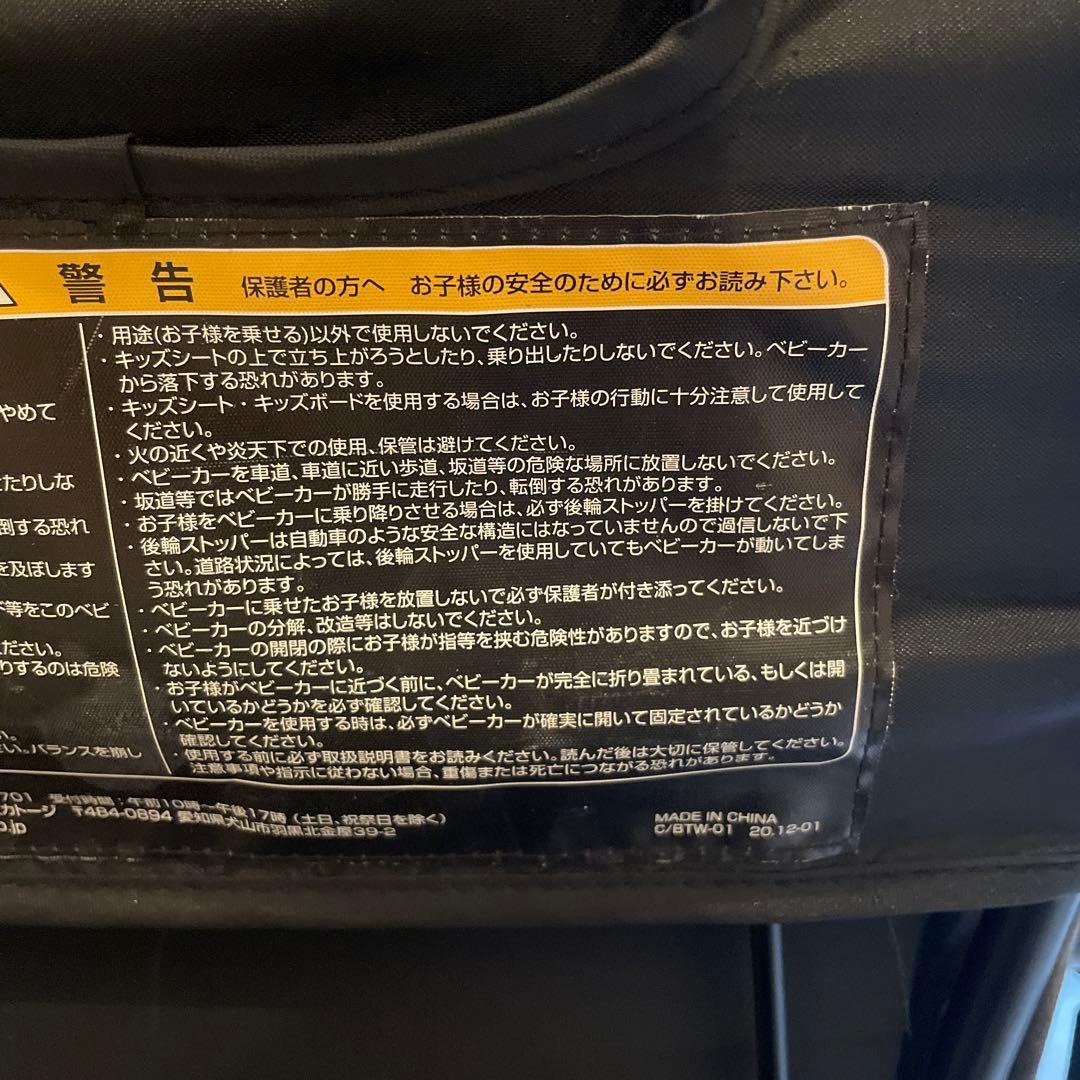 警告 保護者の方へ お子様の安全のために必ずお読み下さい。
やめて
たりしな
倒する恐れ
を及ぼします
下等をこのベビ
ださい。
りするのは危険
い。
さい。バランスを崩し
・用途(お子様を乗せる)以外で使用しないでください。
・キッズシートの上で立ち上がろうとしたり、乗り出したりしないでください。ベビーカー
から落下する恐れがあります。
・キッズシート・キッズボードを使用する場合は、お子様の行動に十分注意して使用して
ください。
・火の近くや炎天下での使用、保管は避けてください。
・ベビーカーを車道、車道に近い歩道、坂道等の危険な場所に放置しないでください。
・坂道等ではベビーカーが勝手に走行したり、転倒する恐れがあります。
・お子様をベビーカーに乗り降りさせる場合は、必ず後輪ストッパーを掛けてください。
・後輪ストッパーは自動車のような安全な構造にはなっていませんので過信しないで下
さい。道路状況によっては、後輪ストッパーを使用していてもベビーカーが動いてしま
う恐れがあります。
・ベビーカーに乗せたお子様を放置しないで必ず保護者が付き添ってください。
・ベビーカーの分解、改造等はしないでください。
・ベビーカーの開閉の際にお子様が指等を挟む危険性がありますので、お子様を近づけ
ないようにしてください。
・お子様がベビーカーに近づく前に、ベビーカーが完全に折り畳まれている、もしくは開
いているかどうかを必ず確認してください。
・ベビーカーを使用する時は、必ずベビーカーが確実に開いて固定されているかどうか
確認してください。
・使用する前に必ず取扱説明書をお読みください。読んだ後は大切に保管してください。
注意事項や指示に従わない場合、重傷または死亡につながる恐れがあります。
701 受付時間：午前10時〜午後17時（土日、祝祭日を除く）
カトージ 〒484-0894 愛知県犬山市羽黒北金屋39-2
o.jp
MADE IN CHINA
C/BTW-01 20.12-01